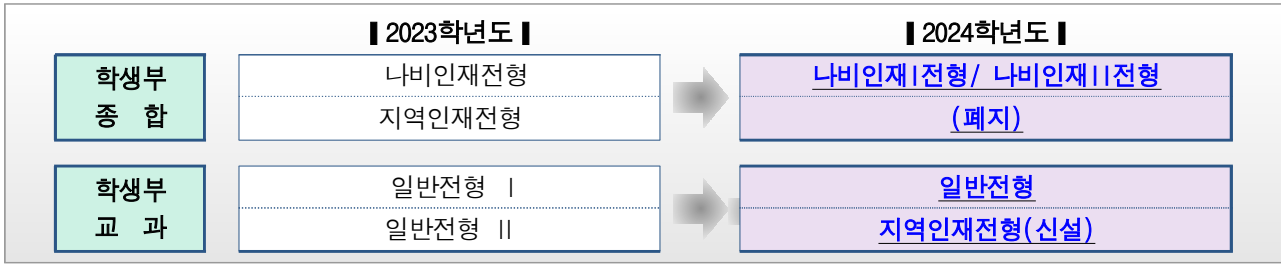 ▌2023학년도▐ ▌2024학년도▐
학생부
종 합
나비인재전형
지역인재전형
나비인재Ⅰ전형/ 나비인재Ⅱ전형
(폐지)
학생부
교 과
일반전형 Ⅰ
일반전형 Ⅱ
일반전형
지역인재전형(신설)